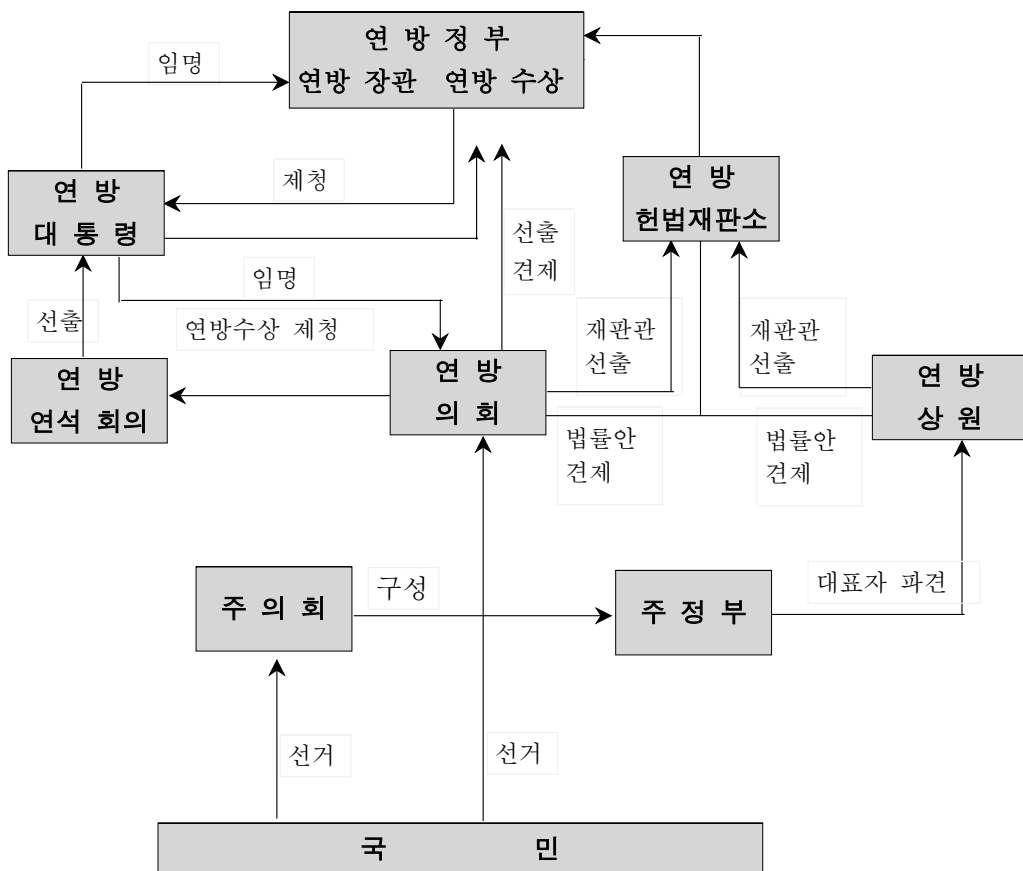 연 방 정 부
연방 장관 연방 수상
임명
제청
연 방
대 통 령
연 방
헌법재판소
선출
견제
임명
연방수상 제청
선출
재판관
선출
재판관
선출
연 방
연석 회의
연 방
의 회
연 방
상 원
법률안
견제
법률안
견제
주 의 회
구성
주 정 부
대표자 파견
선거
선거
국 민